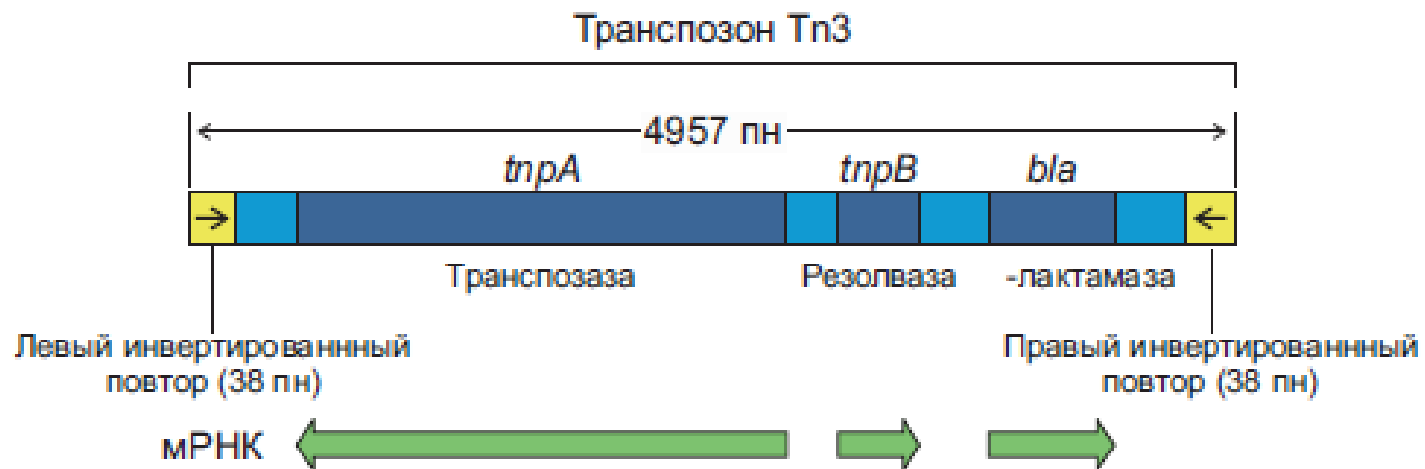 Транспозон Tn3
4957 пн
tnpA tnpB bla
Транспозаза Резолваза -лактамаза
Левый инвертированнный
повтор (38 пн)
Правый инвертированнный
повтор (38 пн)
мРНК